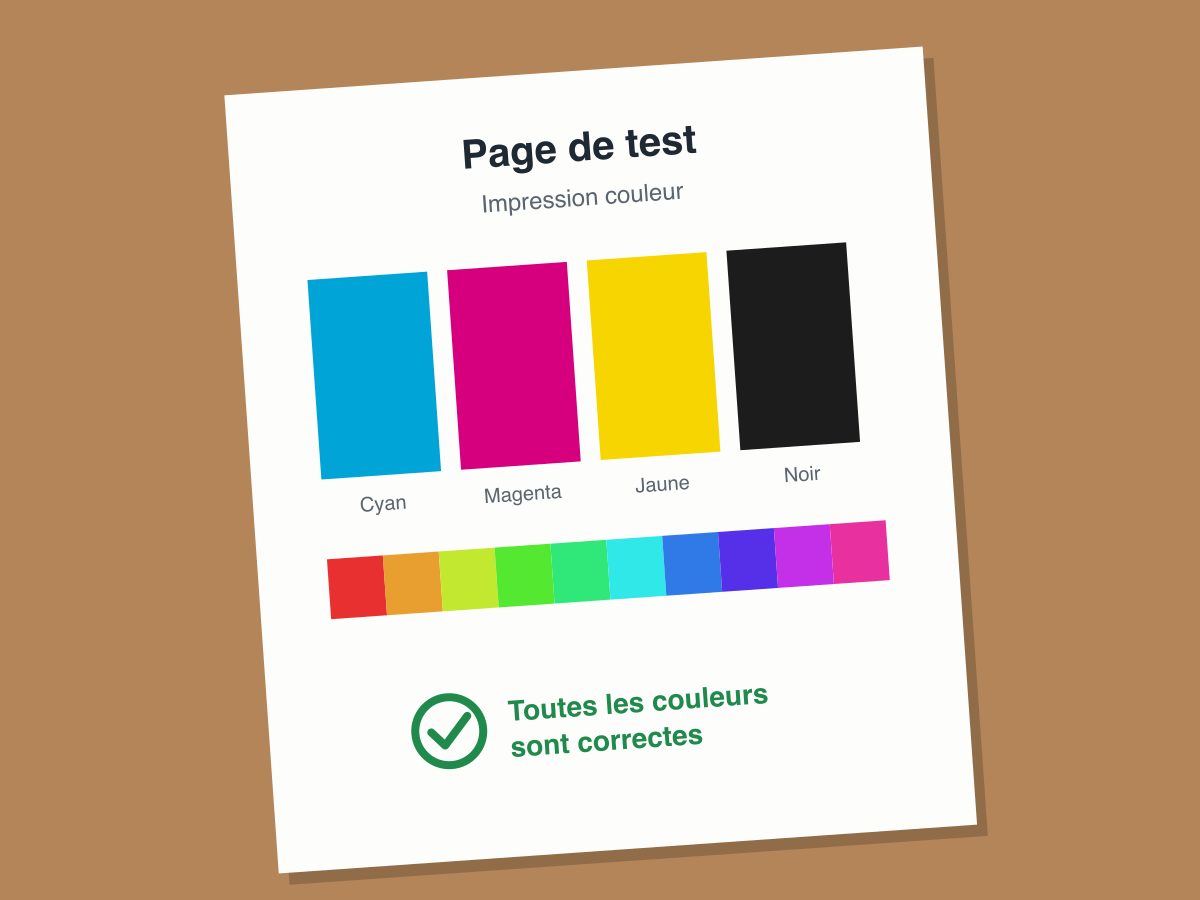 Page de test
Impression couleur
Cyan
Magenta
Jaune
Noir
Toutes les couleurs
sont correctes